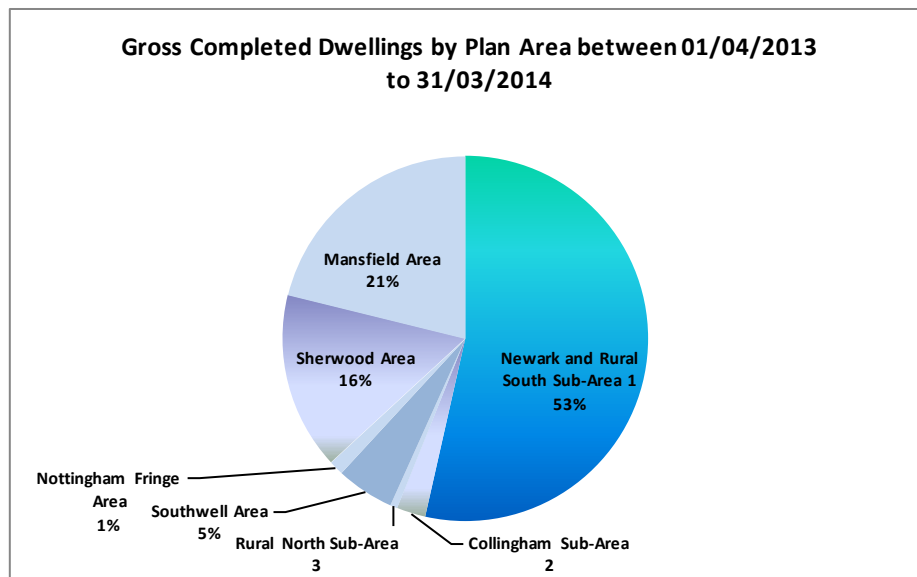 Gross Completed Dwellings by Plan Area between 01/04/2013
to 31/03/2014
Mansfield Area
21%
Newark and Rural
South Sub-Area 1
53%
Sherwood Area
16%
Nottingham Fringe
Area
1%
Southwell Area
5%
Rural North Sub-Area
3
Collingham Sub-Area
2